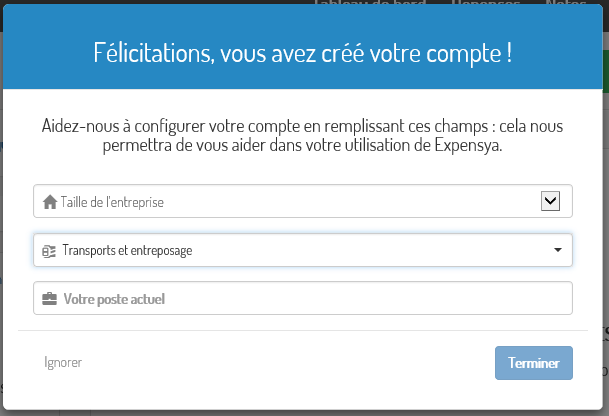 Tableau de bord Dépenses Notes
Félicitations, vous avez créé votre compte !
Aidez-nous à configurer votre compte en remplissant ces champs : cela nous
permettra de vous aider dans votre utilisation de Expensya.
Taille de l'entreprise
Transports et entreposage
Votre poste actuel
Ignorer
Terminer